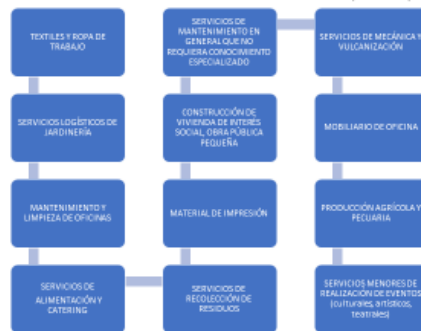 TEXTILES Y ROPA DE
TRABAJO
SERVICIOS LOGÍSTICOS DE
JARDINERÍA
MANTENIMIENTO Y
LIMPIEZA DE OFICINAS
SERVICIOS DE
ALIMENTACIÓN Y
CATERING
SERVICIOS DE
RECOLECCIÓN DE
RESIDUOS
MATERIAL DE IMPRESIÓN
CONSTRUCCIÓN DE
VIVIENDA DE INTERÉS
SOCIAL, OBRA PÚBLICA
PEQUEÑA
SERVICIOS DE
MANTENIMIENTO EN
GENERAL QUE NO
REQUIERA CONOCIMIENTO
ESPECIALIZADO
SERVICIOS DE MECÁNICA Y
VULCANIZACIÓN
MOBILIARIO DE OFICINA
PRODUCCIÓN AGRÍCOLA Y
PECUARIA
SERVICIOS MENORES DE
REALIZACIÓN DE EVENTOS
(culturales, artísticos,
teatrales)